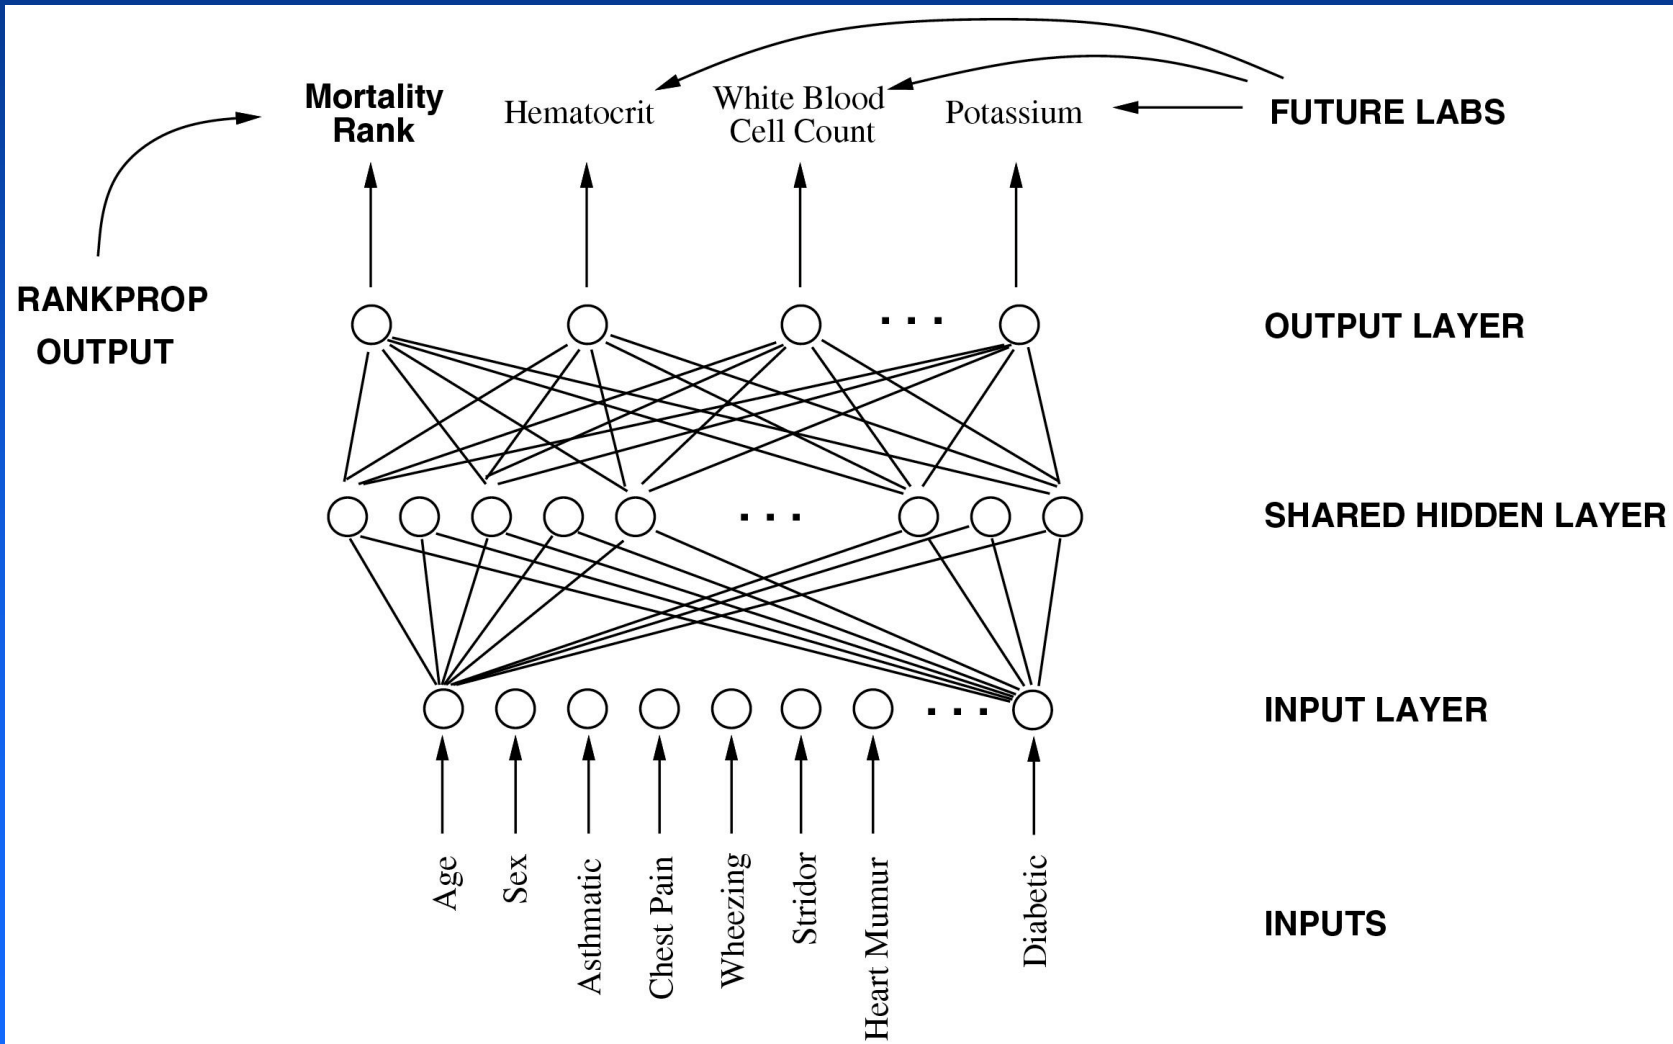 Mortality
Rank
Hematocrit
White Blood
Cell Count
Potassium
FUTURE LABS
RANKPROP
OUTPUT
. . .
OUTPUT LAYER
. . .
SHARED HIDDEN LAYER
. . .
INPUT LAYER
Age
Sex
Asthmatic
Chest Pain
Wheezing
Stridor
Heart Mumur
Diabetic
INPUTS